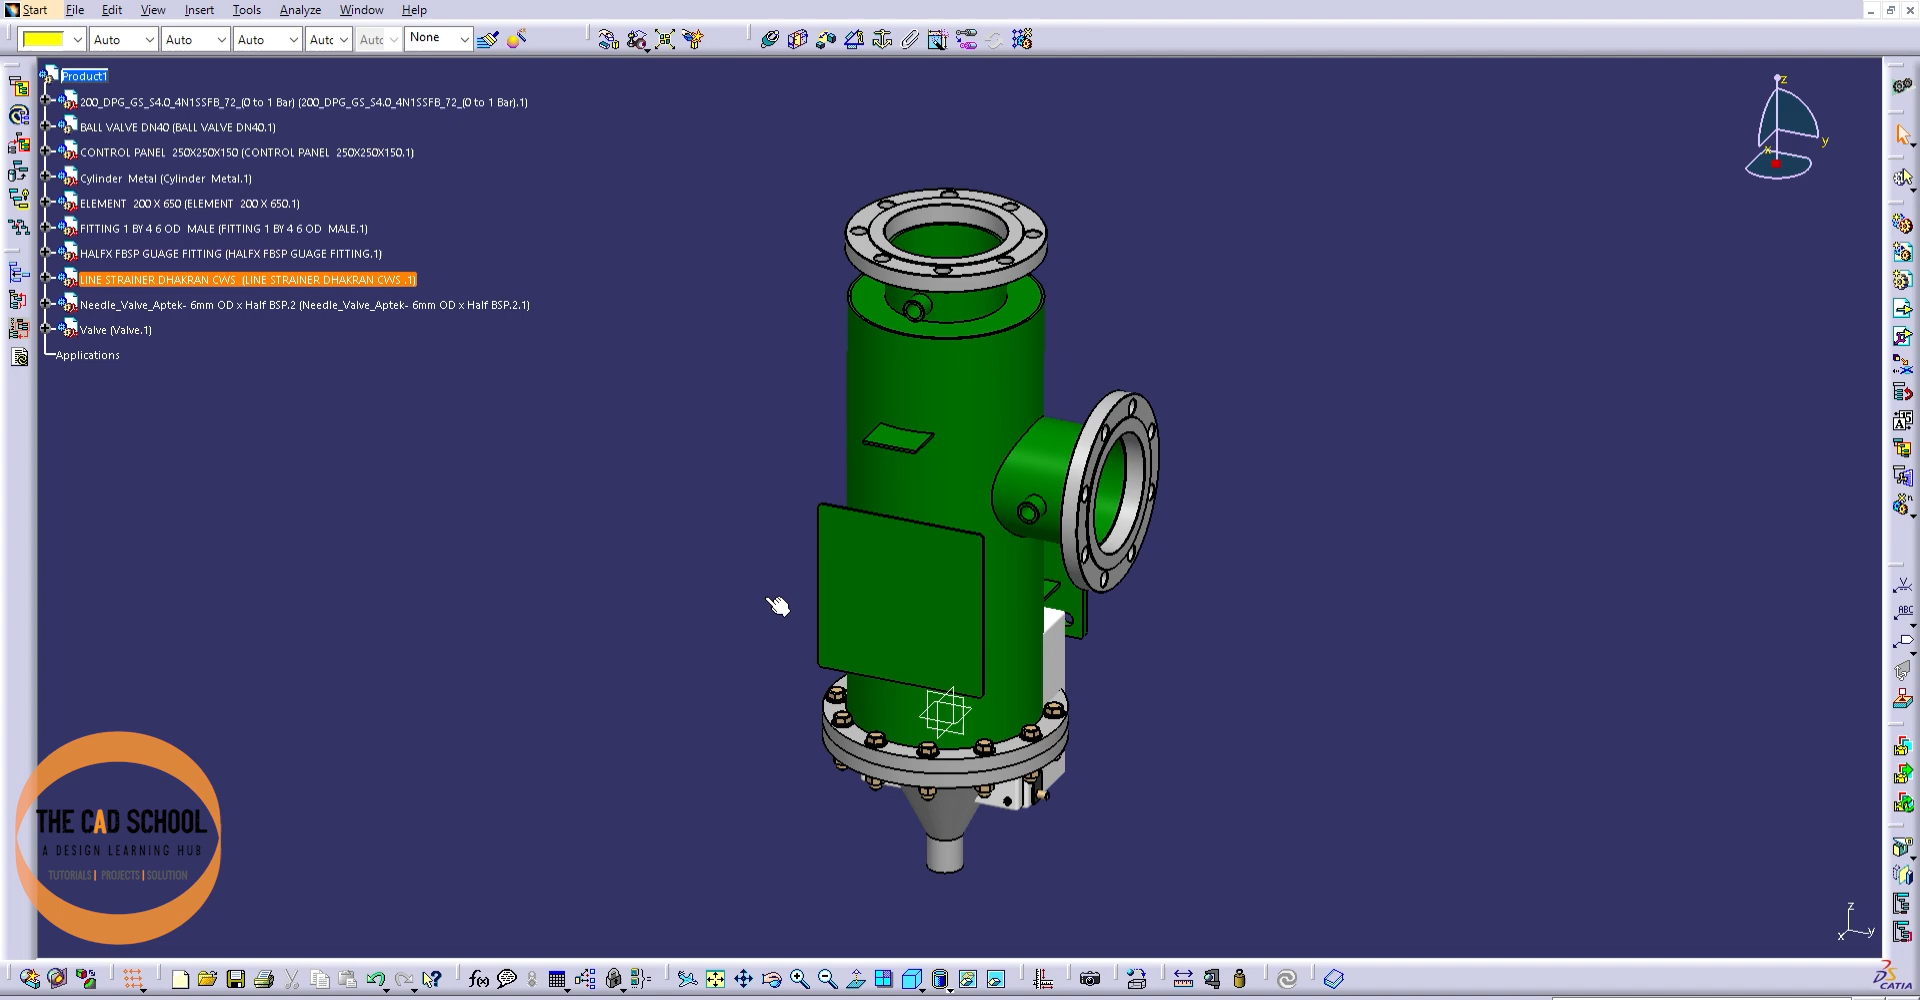 Start File Edit View Insert Tools Analyze Window Help
Auto Auto Auto Auto Auto None
Product1
200_DPG_GS_S4.0_4N1SSFB_72_(0 to 1 Bar) (200_DPG_GS_S4.0_4N1SSFB_72_(0 to 1 Bar).1)
BALL VALVE DN40 (BALL VALVE DN40.1)
CONTROL PANEL  250X250X150 (CONTROL PANEL  250X250X150.1)
Cylinder  Metal (Cylinder  Metal.1)
ELEMENT  200 X 650 (ELEMENT  200 X 650.1)
FITTING 1 BY 4 6 OD  MALE (FITTING 1 BY 4 6 OD  MALE.1)
HALFX FBSP GUAGE FITTING (HALFX FBSP GUAGE FITTING.1)
LINE STRAINER DHAKRAN CWS  (LINE STRAINER DHAKRAN CWS .1)
Needle_Valve_Aptek- 6mm OD x Half BSP.2 (Needle_Valve_Aptek- 6mm OD x Half BSP.2.1)
Valve (Valve.1)
Applications
z
y
x
THE CAD SCHOOL
A DESIGN LEARNING HUB
TUTORIALS | PROJECTS | SOLUTION
z
x y
ABC
f(x)
CATIA